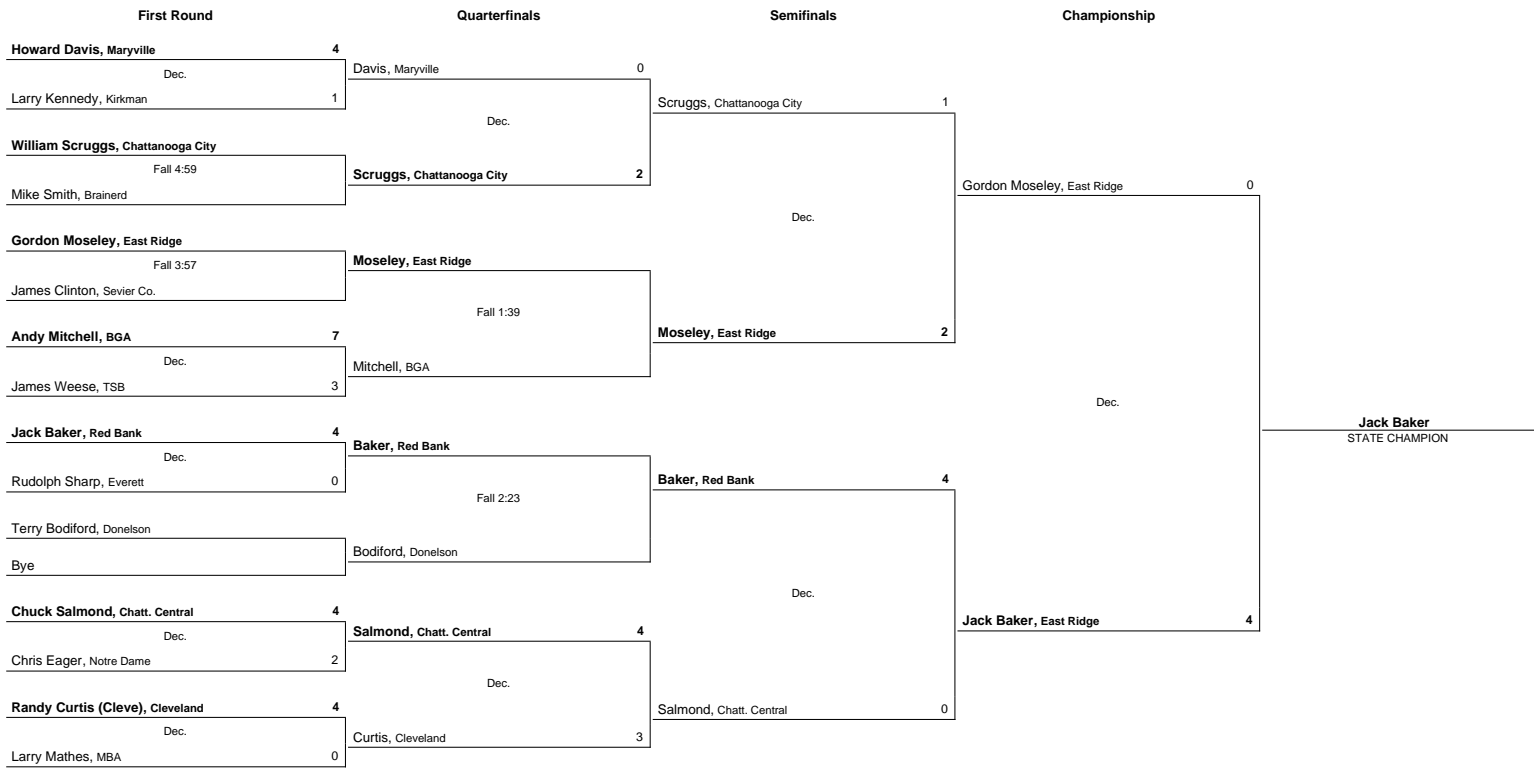 First Round
Quarterfinals
Semifinals
Championship
Howard Davis, Maryville 4
Dec.
Larry Kennedy, Kirkman 1
William Scruggs, Chattanooga City
Fall 4:59
Mike Smith, Brainerd
Gordon Moseley, East Ridge
Fall 3:57
James Clinton, Sevier Co.
Andy Mitchell, BGA 7
Dec.
James Weese, TSB 3
Jack Baker, Red Bank 4
Dec.
Rudolph Sharp, Everett 0
Terry Bodiford, Donelson
Bye
Chuck Salmond, Chatt. Central 4
Dec.
Chris Eager, Notre Dame 2
Randy Curtis (Cleve), Cleveland 4
Dec.
Larry Mathes, MBA 0
Davis, Maryville 0
Dec.
Scruggs, Chattanooga City 2
Moseley, East Ridge
Fall 1:39
Mitchell, BGA
Baker, Red Bank
Fall 2:23
Bodiford, Donelson
Salmond, Chatt. Central 4
Dec.
Curtis, Cleveland 3
Scruggs, Chattanooga City 1
Dec.
Moseley, East Ridge 2
Baker, Red Bank 4
Dec.
Salmond, Chatt. Central 0
Gordon Moseley, East Ridge 0
Dec.
Jack Baker, East Ridge 4
Jack Baker
STATE CHAMPION